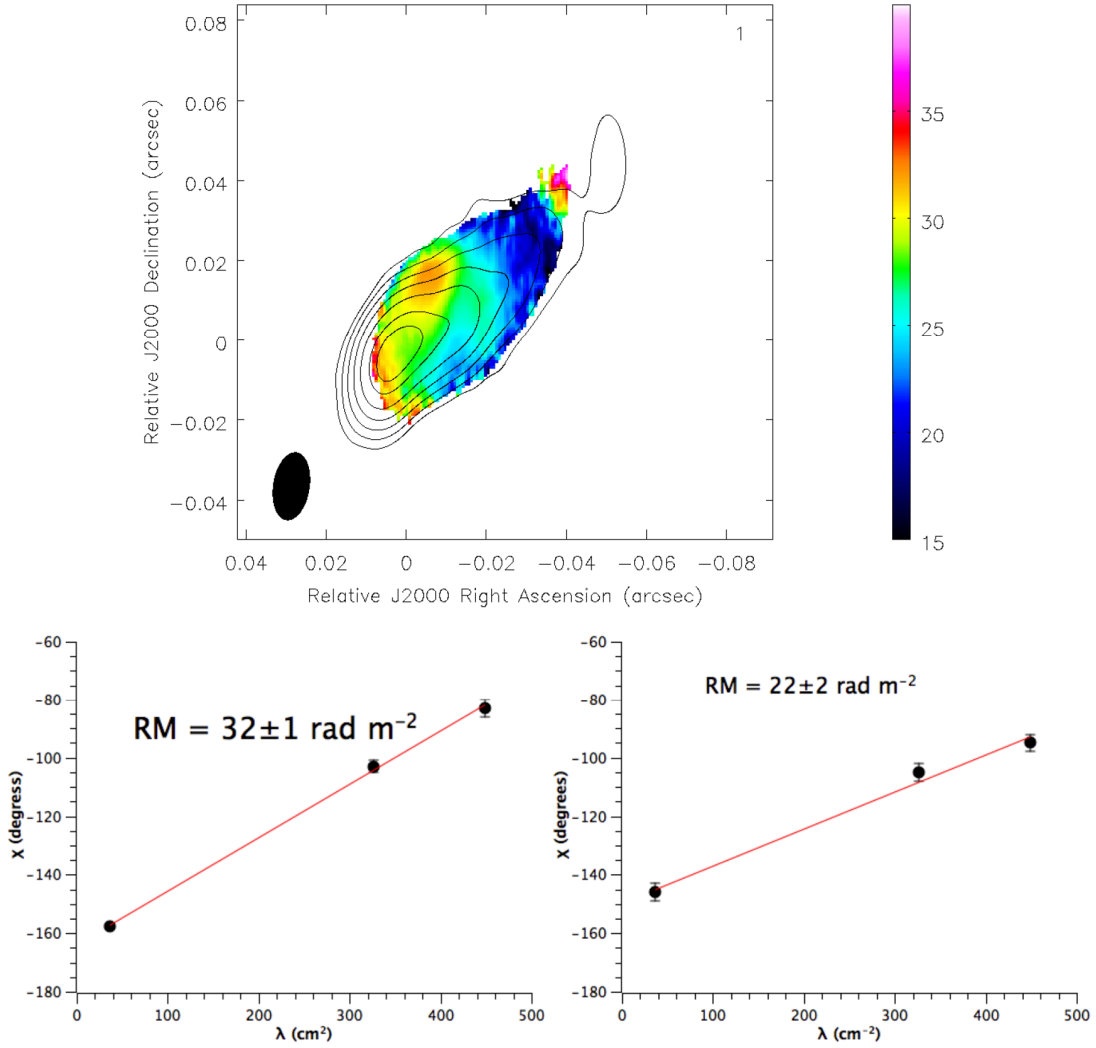 1
0.08
0.06
0.04
0.02
0
−0.02
−0.04
Relative J2000 Declination (arcsec)
0.04 0.02 0 −0.02 −0.04 −0.06 −0.08
Relative J2000 Right Ascension (arcsec)
35
30
25
20
15
RM = 32±1 rad m⁻²
-60
-80
-100
-120
-140
-160
-180
χ (degress)
0 100 200 300 400 500
λ (cm²)
RM = 22±2 rad m⁻²
-60
-80
-100
-120
-140
-160
-180
χ (degrees)
0 100 200 300 400 500
λ (cm⁻²)